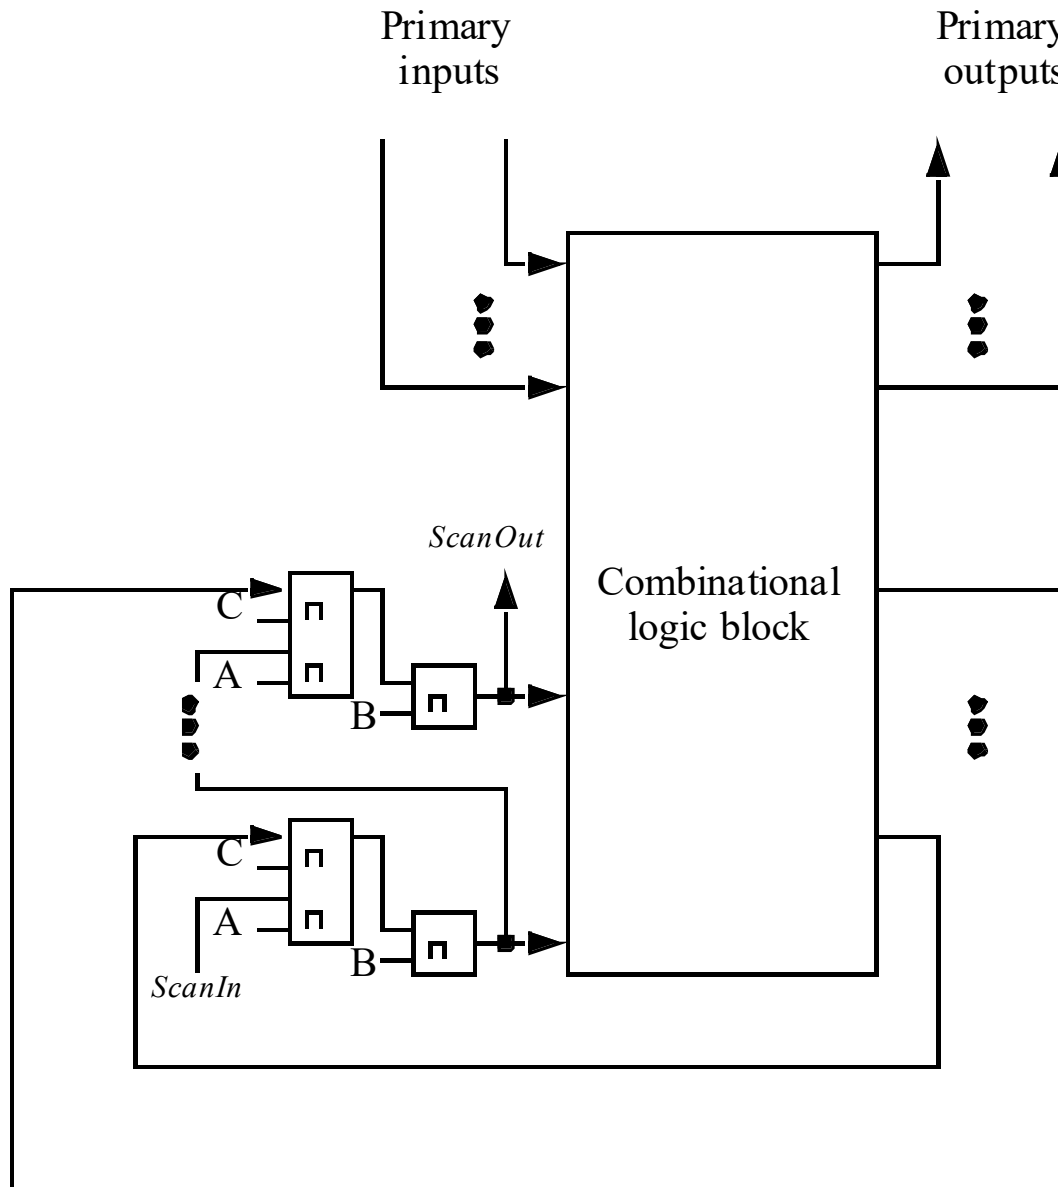 Primary
inputs
Primary
outputs
ScanOut
Combinational
logic block
C
A
B
C
A
B
ScanIn